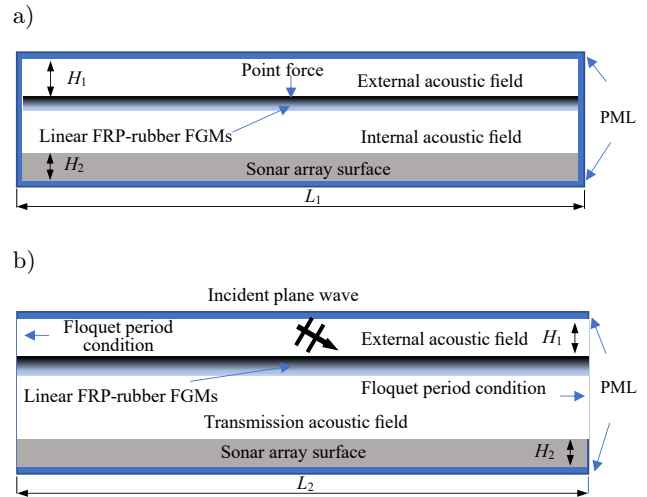 a)
H1
Point force
External acoustic field
PML
Linear FRP-rubber FGMs
Internal acoustic field
H2
Sonar array surface
L1
b)
Incident plane wave
Floquet period
condition
External acoustic field
H1
Floquet period condition
PML
Linear FRP-rubber FGMs
Transmission acoustic field
Sonar array surface
H2
L2